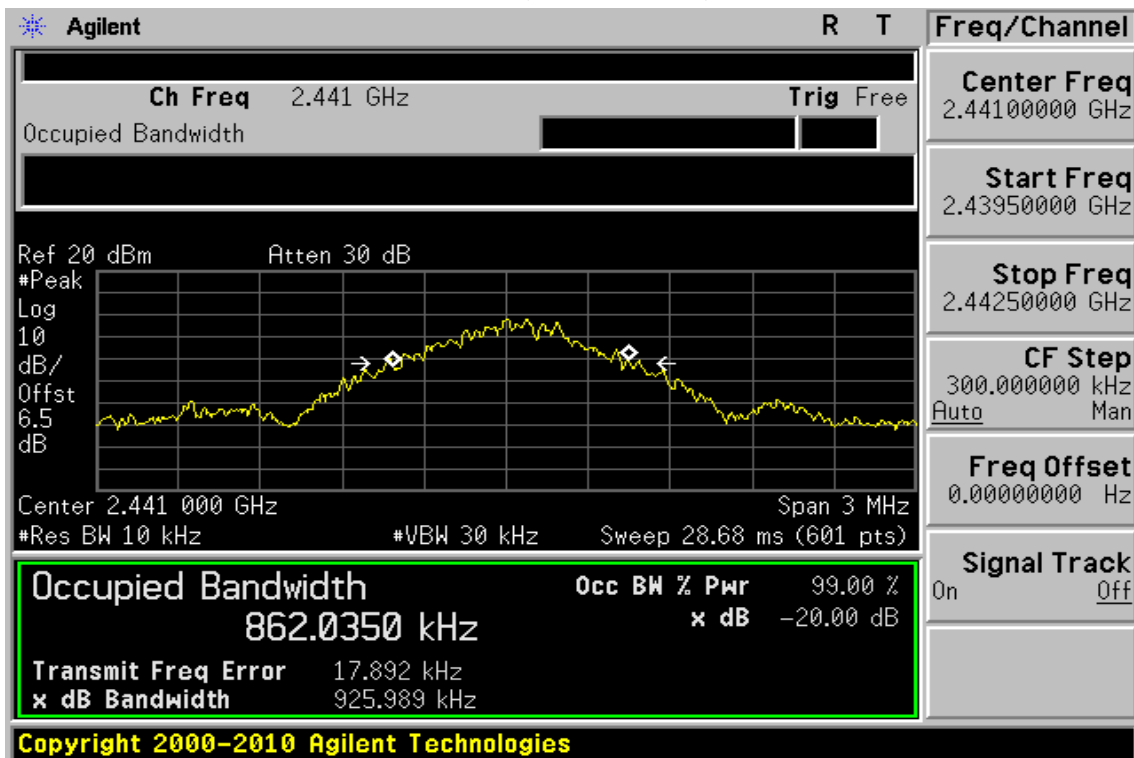 Agilent R T
Ch Freq 2.441 GHz Trig Free
Occupied Bandwidth
Ref 20 dBm Atten 30 dB
#Peak
Log
10
dB/
Offst
6.5
dB
Center 2.441 000 GHz Span 3 MHz
#Res BW 10 kHz #VBW 30 kHz Sweep 28.68 ms (601 pts)
Occupied Bandwidth Occ BW % Pwr 99.00 %
862.0350 kHz x dB -20.00 dB
Transmit Freq Error 17.892 kHz
x dB Bandwidth 925.989 kHz
Copyright 2000-2010 Agilent Technologies
Freq/Channel
Center Freq
2.44100000 GHz
Start Freq
2.43950000 GHz
Stop Freq
2.44250000 GHz
CF Step
300.000000 kHz
Auto Man
Freq Offset
0.00000000 Hz
Signal Track
On Off